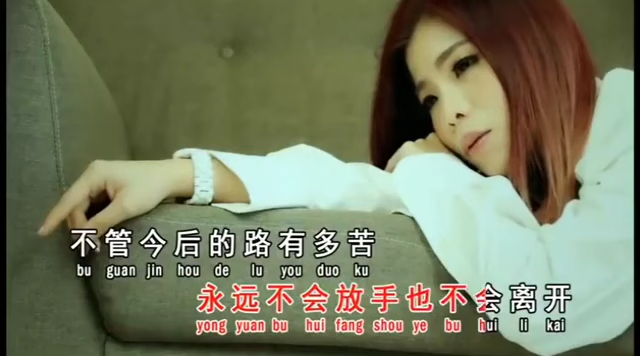 不管今后的路有多苦
bu guan jin hou de lu you duo ku
永远不会放手也不会离开
yong yuan bu hui fang shou ye bu hui li kai